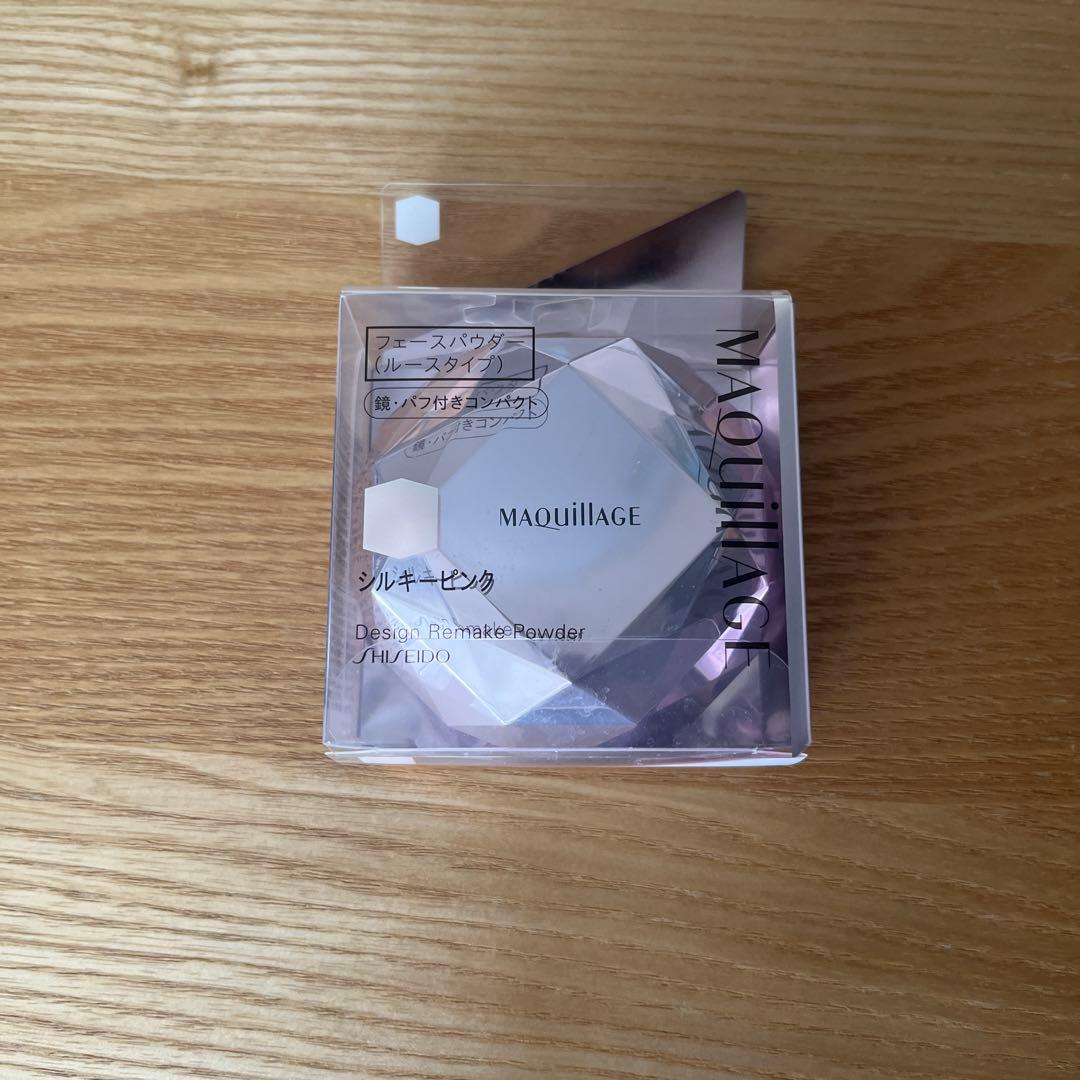 フェースパウダー
(ルースタイプ)
鏡・パフ付きコンパクト
MAQuillAGE
MAQuillAGE
シルキーピンク
Design Remake Powder
SHISEIDO